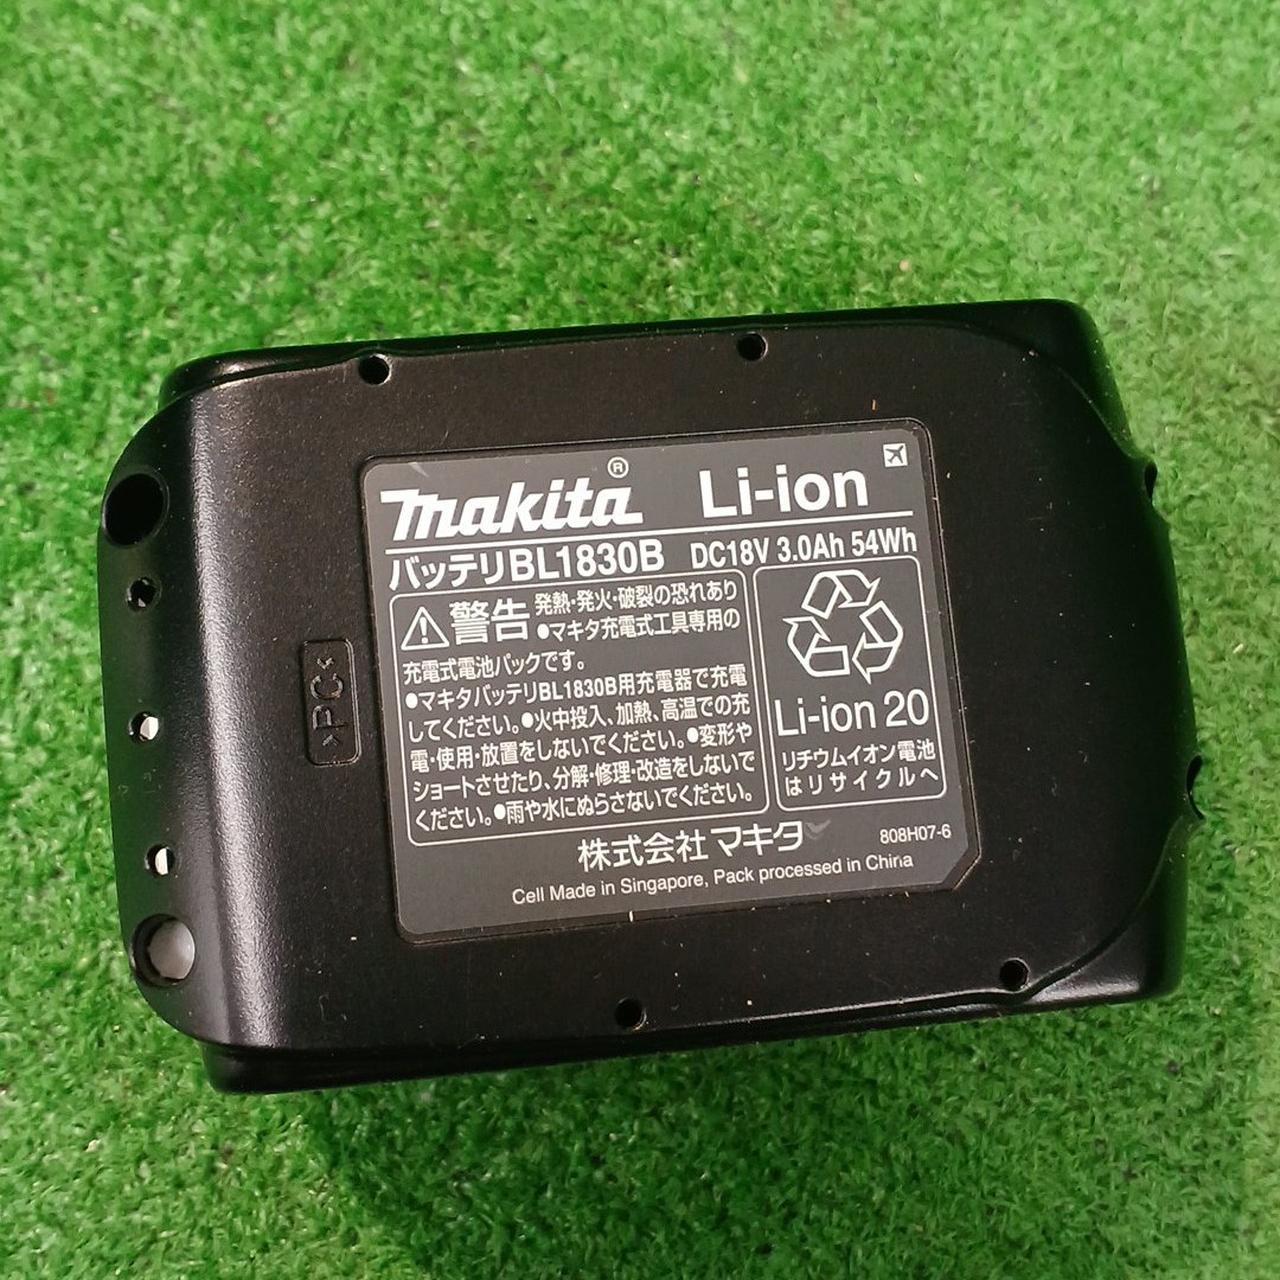 makita® Li-ion
バッテリBL1830B DC18V 3.0Ah 54Wh
警告 発熱・発火・破裂の恐れあり
●マキタ充電式工具専用の
充電式電池パックです。
●マキタバッテリBL1830B用充電器で充電
してください。●火中投入、加熱、高温での充
電・使用・放置をしないでください。●変形や
ショートさせたり、分解・修理・改造をしないで
ください。●雨や水にぬらさないでください。
Li-ion 20
リチウムイオン電池
はリサイクルへ
株式会社マキタ 808H07-6
Cell Made in Singapore, Pack processed in China
>PC<